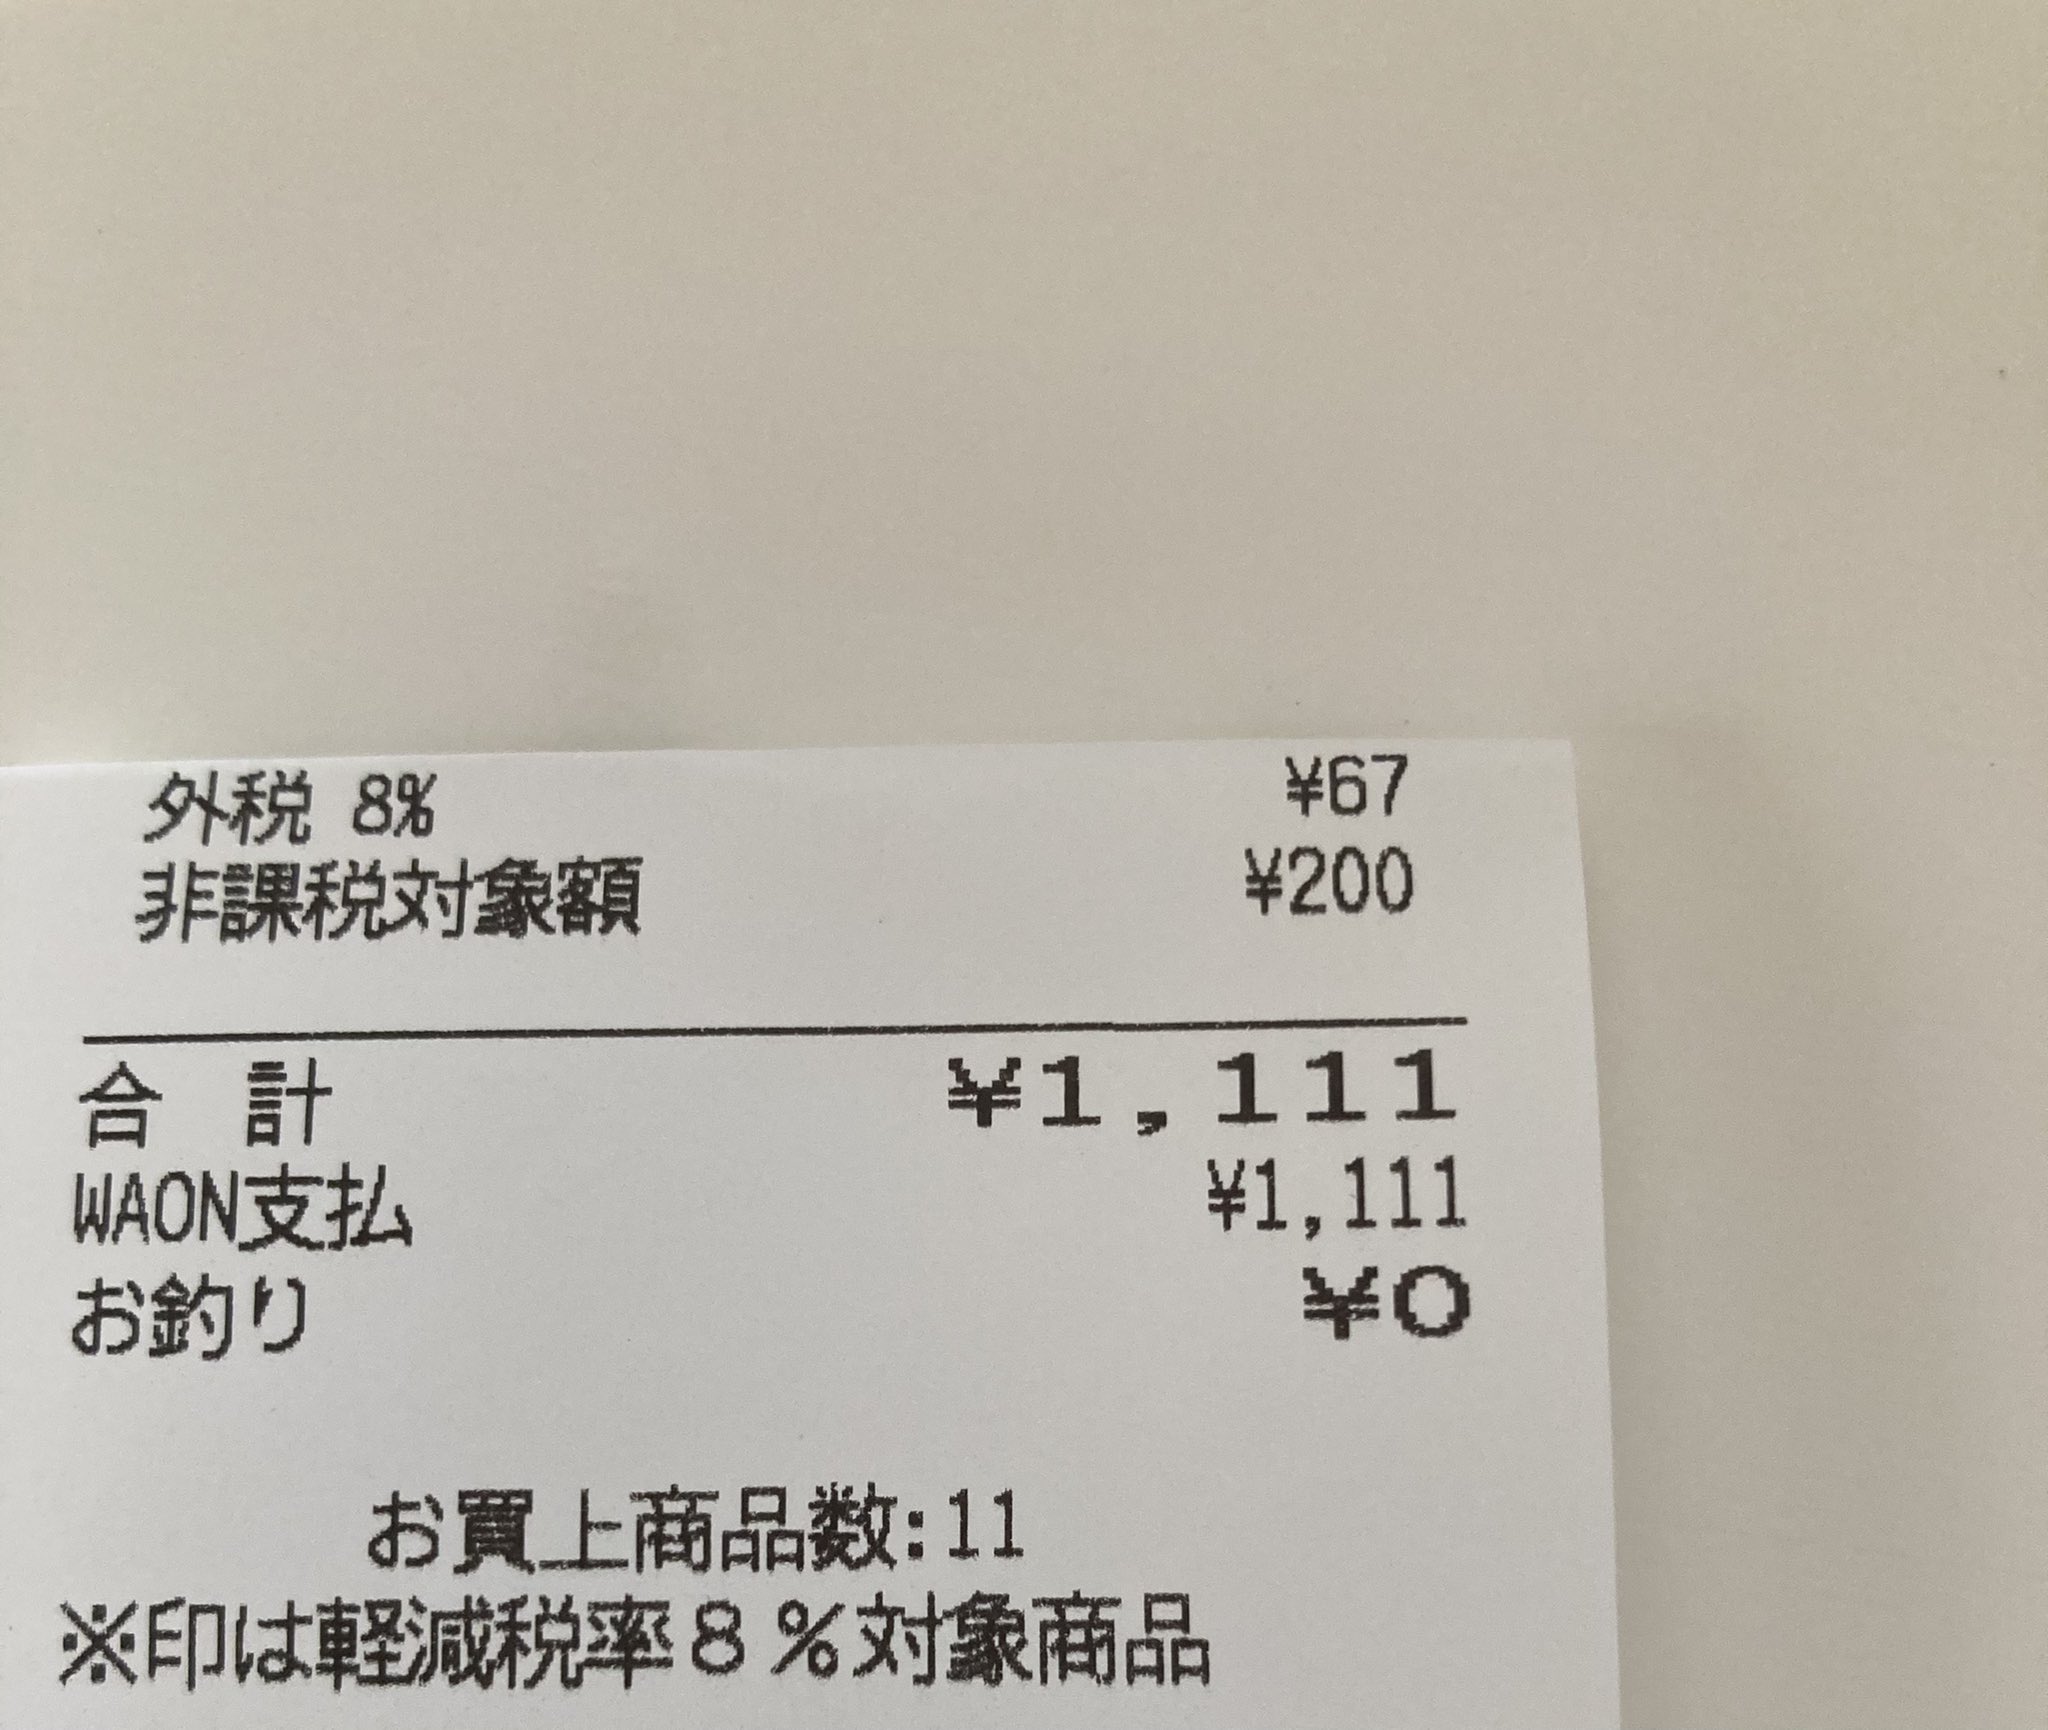 外税 8% ¥67
非課税対象額 ¥200
合 計 ¥1,111
WAON支払 ¥1,111
お釣り ¥0
お買上商品数:11
※印は軽減税率8%対象商品